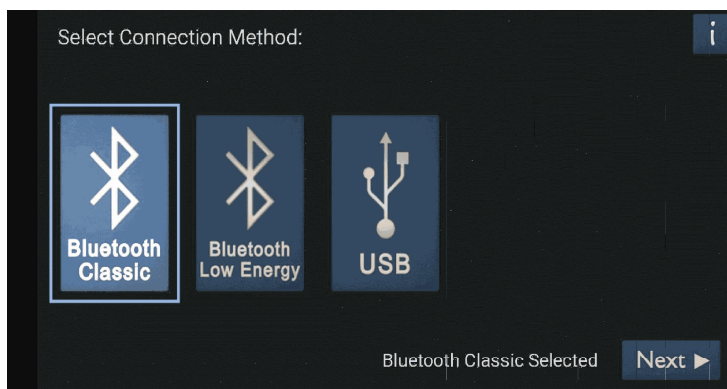 Select Connection Method:
i
Bluetooth
Classic
Bluetooth
Low Energy
USB
Bluetooth Classic Selected
Next ►